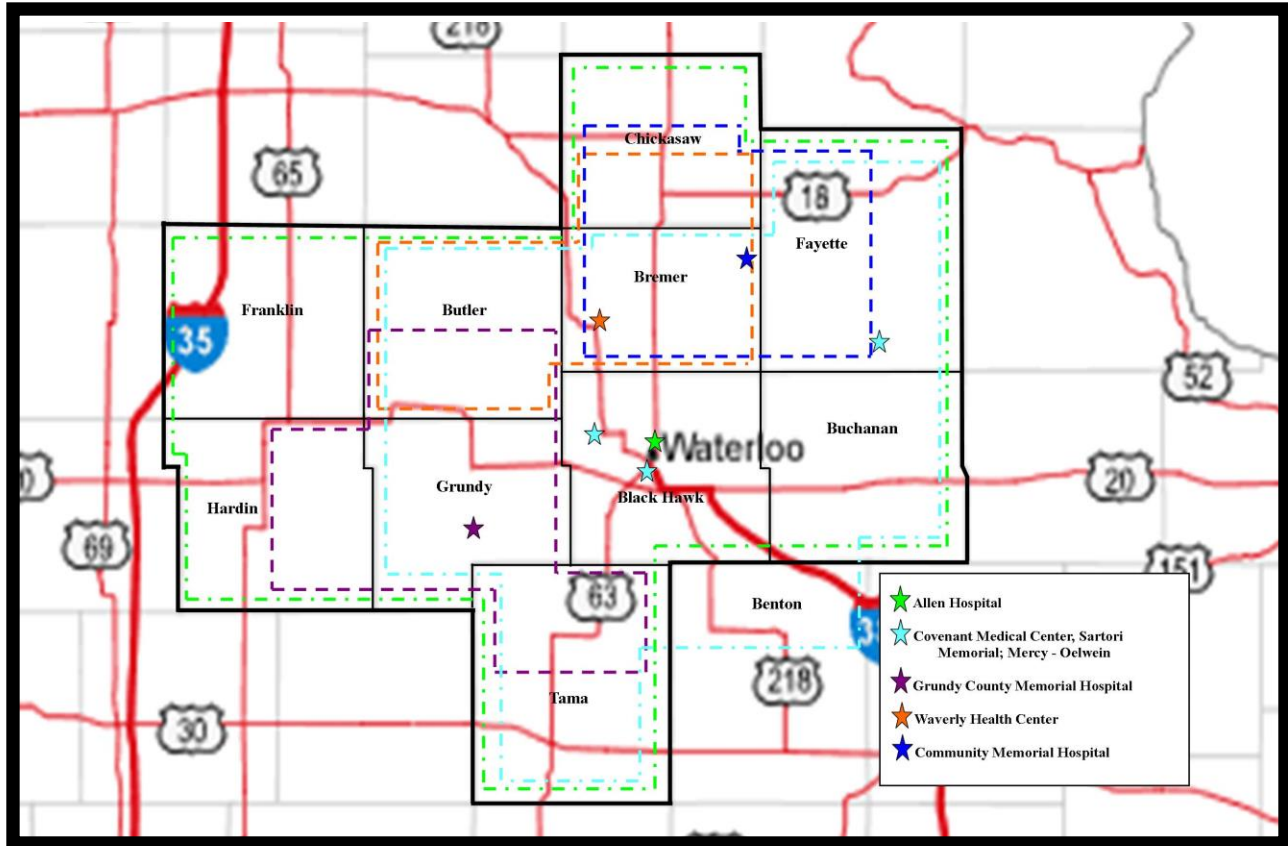 218
Chickasaw
65
18
Fayette
Bremer
Franklin
Butler
35
52
Buchanan
Waterloo
Grundy
20
Hardin
Black Hawk
69
151
63
Benton
Allen Hospital
Covenant Medical Center, Sartori
Memorial; Mercy - Oelwein
218
Grundy County Memorial Hospital
Tama
30
Waverly Health Center
Community Memorial Hospital